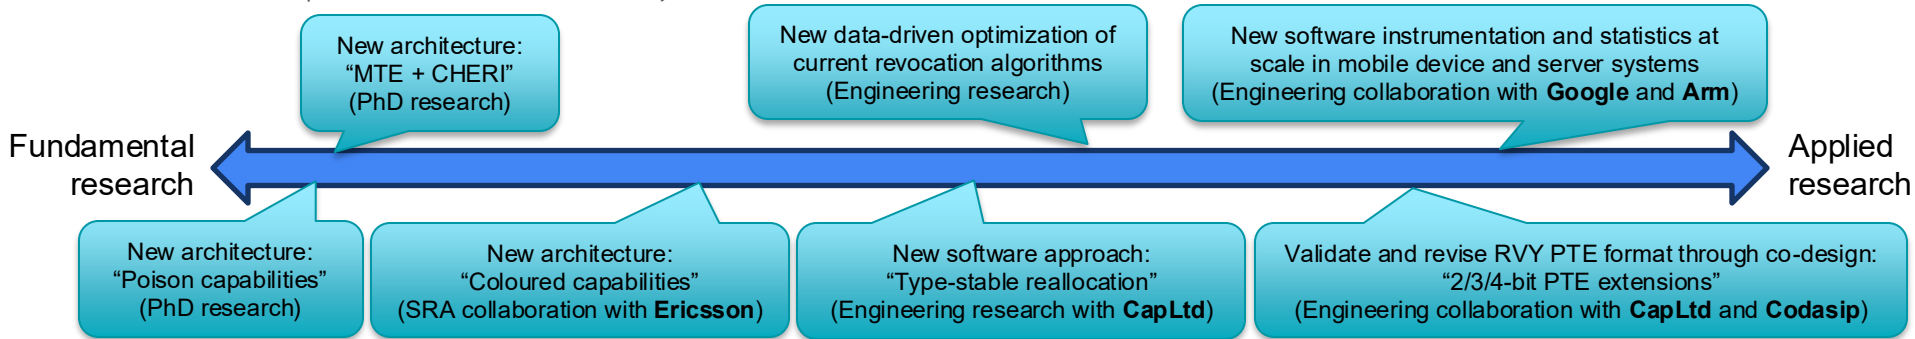 New architecture:
“MTE + CHERI”
(PhD research)
New data-driven optimization of
current revocation algorithms
(Engineering research)
New software instrumentation and statistics at
scale in mobile device and server systems
(Engineering collaboration with Google and Arm)
Fundamental
research
Applied
research
New architecture:
“Poison capabilities”
(PhD research)
New architecture:
“Coloured capabilities”
(SRA collaboration with Ericsson)
New software approach:
“Type-stable reallocation”
(Engineering research with CapLtd)
Validate and revise RVY PTE format through co-design:
“2/3/4-bit PTE extensions”
(Engineering collaboration with CapLtd and Codasip)